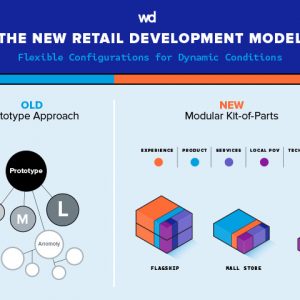 wd
THE NEW RETAIL DEVELOPMENT MODEL
Flexible Configurations for Dynamic Conditions
OLD
totype Approach
NEW
Modular Kit-of-Parts
EXPERIENCE
PRODUCT
SERVICES
LOCAL POV
TECH
Prototype
M
L
Anomoly
FLAGSHIP
MALL STORE